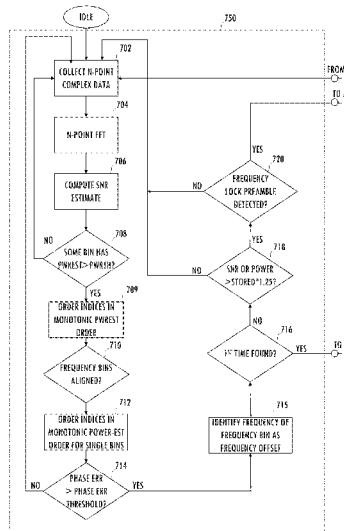 IDLE
750
702
COLLECT N-POINT
COMPLEX DATA
FROM
TO
704
N-POINT FFT
706
COMPUTE SNR
ESTIMATE
NO
708
SOME BIN HAS
PWREST> PWRTH?
YES
709
ORDER INDICES IN
MONOTONIC PWREST
ORDER
710
FREQUENCY BINS
ALIGNED?
712
ORDER INDICES IN
MONOTONIC POWER-EST
ORDER FOR SINGLE BINS
714
NO
PHASE ERR
> PHASE ERR
THRESHOLD?
YES
715
IDENTIFY FREQUENCY OF
FREQUENCY BIN AS
FREQUENCY OFFSET
716
1ST TIME FOUND?
YES
TO
NO
718
SNR OR POWER
>STORED*1.25?
NO
YES
720
FREQUENCY
LOCK PREAMBLE
DETECTED?
NO
YES